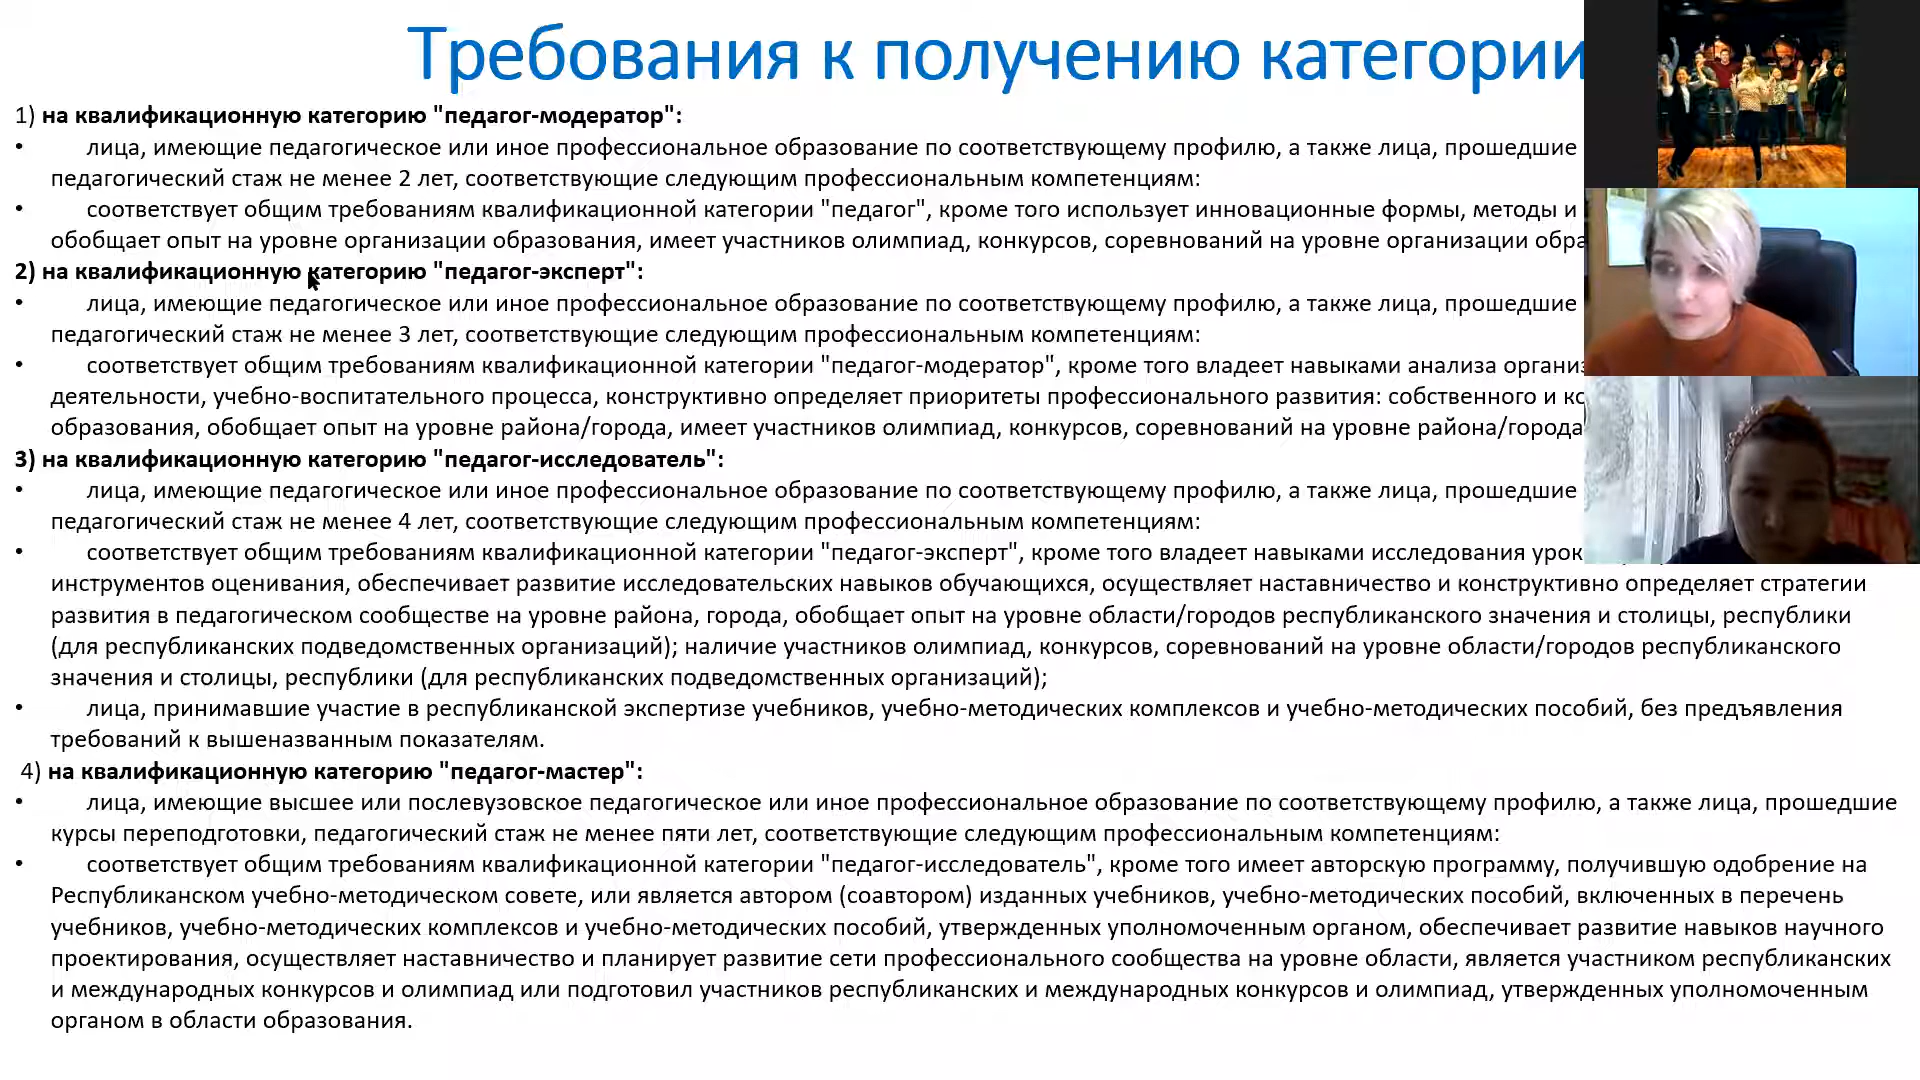 Требования к получению категории
1) на квалификационную категорию "педагог-модератор":
• лица, имеющие педагогическое или иное профессиональное образование по соответствующему профилю, а также лица, прошедшие
педагогический стаж не менее 2 лет, соответствующие следующим профессиональным компетенциям:
• соответствует общим требованиям квалификационной категории "педагог", кроме того использует инновационные формы, методы и
обобщает опыт на уровне организации образования, имеет участников олимпиад, конкурсов, соревнований на уровне организации
2) на квалификационную категорию "педагог-эксперт":
• лица, имеющие педагогическое или иное профессиональное образование по соответствующему профилю, а также лица, прошедшие
педагогический стаж не менее 3 лет, соответствующие следующим профессиональным компетенциям:
• соответствует общим требованиям квалификационной категории "педагог-модератор", кроме того владеет навыками анализа
деятельности, учебно-воспитательного процесса, конструктивно определяет приоритеты профессионального развития: собственного и
образования, обобщает опыт на уровне района/города, имеет участников олимпиад, конкурсов, соревнований на уровне района/города
3) на квалификационную категорию "педагог-исследователь":
• лица, имеющие педагогическое или иное профессиональное образование по соответствующему профилю, а также лица, прошедшие
педагогический стаж не менее 4 лет, соответствующие следующим профессиональным компетенциям:
• соответствует общим требованиям квалификационной категории "педагог-эксперт", кроме того владеет навыками исследования
инструментов оценивания, обеспечивает развитие исследовательских навыков обучающихся, осуществляет наставничество и конструктивно определяет стратегии
развития в педагогическом сообществе на уровне района, города, обобщает опыт на уровне области/городов республиканского значения и столицы, республики
(для республиканских подведомственных организаций); наличие участников олимпиад, конкурсов, соревнований на уровне области/городов республиканского
значения и столицы, республики (для республиканских подведомственных организаций);
• лица, принимавшие участие в республиканской экспертизе учебников, учебно-методических комплексов и учебно-методических пособий, без предъявления
требований к вышеназванным показателям.
4) на квалификационную категорию "педагог-мастер":
• лица, имеющие высшее или послевузовское педагогическое или иное профессиональное образование по соответствующему профилю, а также лица, прошедшие
курсы переподготовки, педагогический стаж не менее пяти лет, соответствующие следующим профессиональным компетенциям:
• соответствует общим требованиям квалификационной категории "педагог-исследователь", кроме того имеет авторскую программу, получившую одобрение на
Республиканском учебно-методическом совете, или является автором (соавтором) изданных учебников, учебно-методических пособий, включенных в перечень
учебников, учебно-методических комплексов и учебно-методических пособий, утвержденных уполномоченным органом, обеспечивает развитие навыков научного
проектирования, осуществляет наставничество и планирует развитие сети профессионального сообщества на уровне области, является участником республиканских
и международных конкурсов и олимпиад или подготовил участников республиканских и международных конкурсов и олимпиад, утвержденных уполномоченным
органом в области образования.